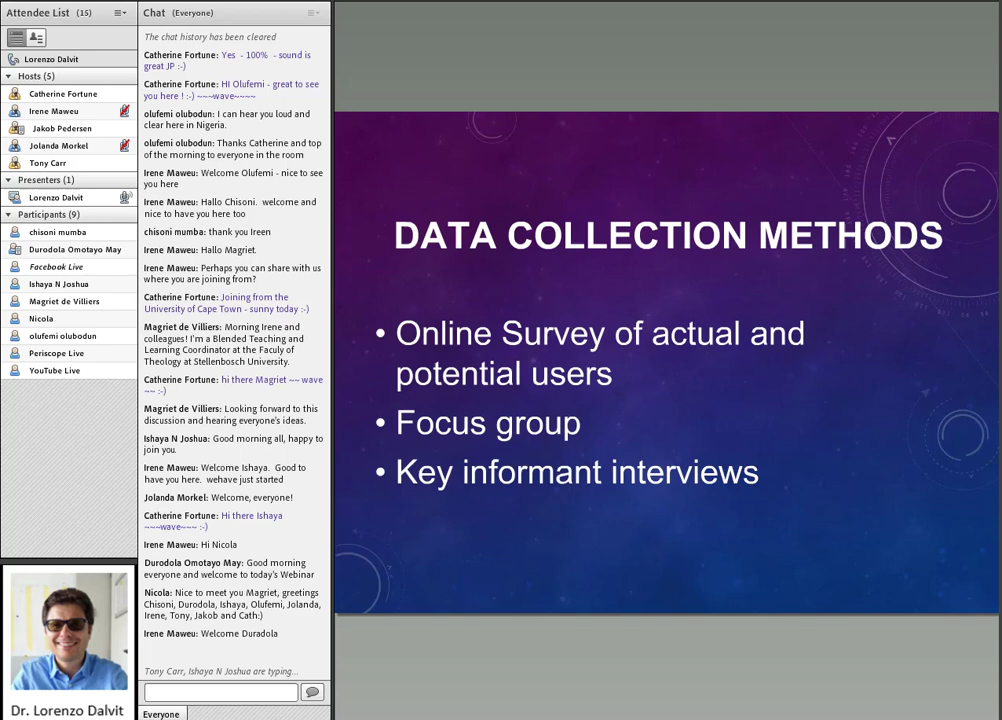 Attendee List (15)
Lorenzo Dalvit
Hosts (5)
Catherine Fortune
Irene Maweu
Jakob Pedersen
Jolanda Morkel
Tony Carr
Presenters (1)
Lorenzo Dalvit
Participants (9)
chisoni mumba
Durodola Omotayo May
Facebook Live
Ishaya N Joshua
Magriet de Villiers
Nicola
olufemi olubodun
Periscope Live
YouTube Live
Dr. Lorenzo Dalvit
Chat (Everyone)
The chat history has been cleared
Catherine Fortune: Yes - 100% - sound is
great JP :-)
Catherine Fortune: HI Olufemi - great to see
you here ! :-) ~~~wave~~~~
olufemi olubodun: I can hear you loud and
clear here in Nigeria.
olufemi olubodun: Thanks Catherine and top
of the morning to everyone in the room
Irene Maweu: Welcome Olufemi - nice to see
you here
Irene Maweu: Hallo Chisoni. welcome and
nice to have you here too
chisoni mumba: thank you Ireen
Irene Maweu: Hallo Magriet.
Irene Maweu: Perhaps you can share with us
where you are joining from?
Catherine Fortune: Joining from the
University of Cape Town - sunny today :-)
Magriet de Villiers: Morning Irene and
colleagues! I'm a Blended Teaching and
Learning Coordinator at the Faculy of
Theology at Stellenbosch University.
Catherine Fortune: hi there Magriet ~~ wave
~~ :-)
Magriet de Villiers: Looking forward to this
discussion and hearing everyone's ideas.
Ishaya N Joshua: Good morning all, happy to
join you.
Irene Maweu: Welcome Ishaya. Good to
have you here. wehave just started
Jolanda Morkel: Welcome, everyone!
Catherine Fortune: Hi there Ishaya
~~~wave~~~ :-)
Irene Maweu: Hi Nicola
Durodola Omotayo May: Good morning
everyone and welcome to today's Webinar
Nicola: Nice to meet you Magriet, greetings
Chisoni, Durodola, Ishaya, Olufemi, Jolanda,
Irene, Tony, Jakob and Cath:)
Irene Maweu: Welcome Duradola
Tony Carr, Ishaya N Joshua are typing...
Everyone
DATA COLLECTION METHODS
• Online Survey of actual and
potential users
• Focus group
• Key informant interviews